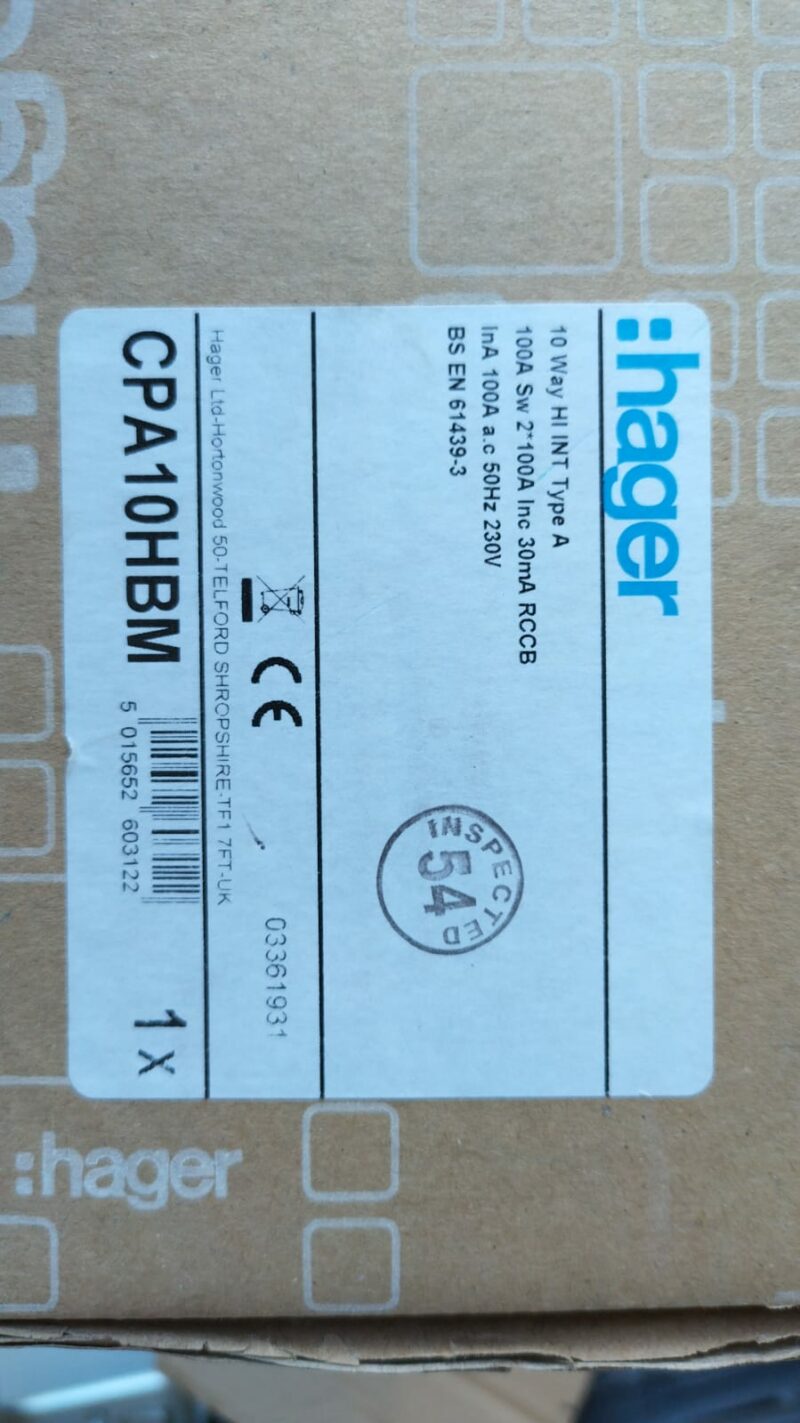 :hager
10 Way HI INT Type A
100A Sw 2*100A Inc 30mA RCCB
InA 100A a.c 50Hz 230V
BS EN 61439-3
INSPECTED
54
CE
03361931
Hager Ltd-Hortonwood 50-TELFORD SHROPSHIRE-TF1 7FT-UK
CPA10HBM
5 015652 603122
1 x
:hager